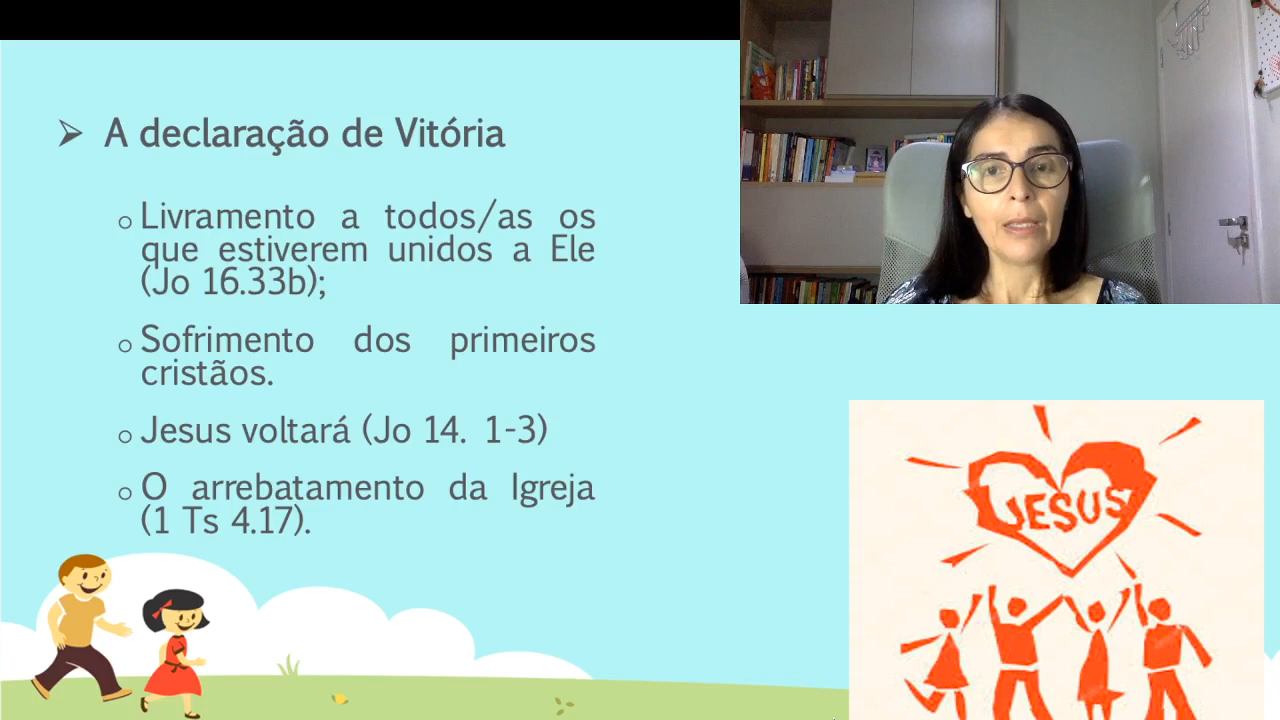 A declaração de Vitória
Livramento a todos/as os
que estiverem unidos a Ele
(Jo 16.33b);
Sofrimento dos primeiros
cristãos.
Jesus voltará (Jo 14. 1-3)
O arrebatamento da Igreja
(1 Ts 4.17).
JESUS